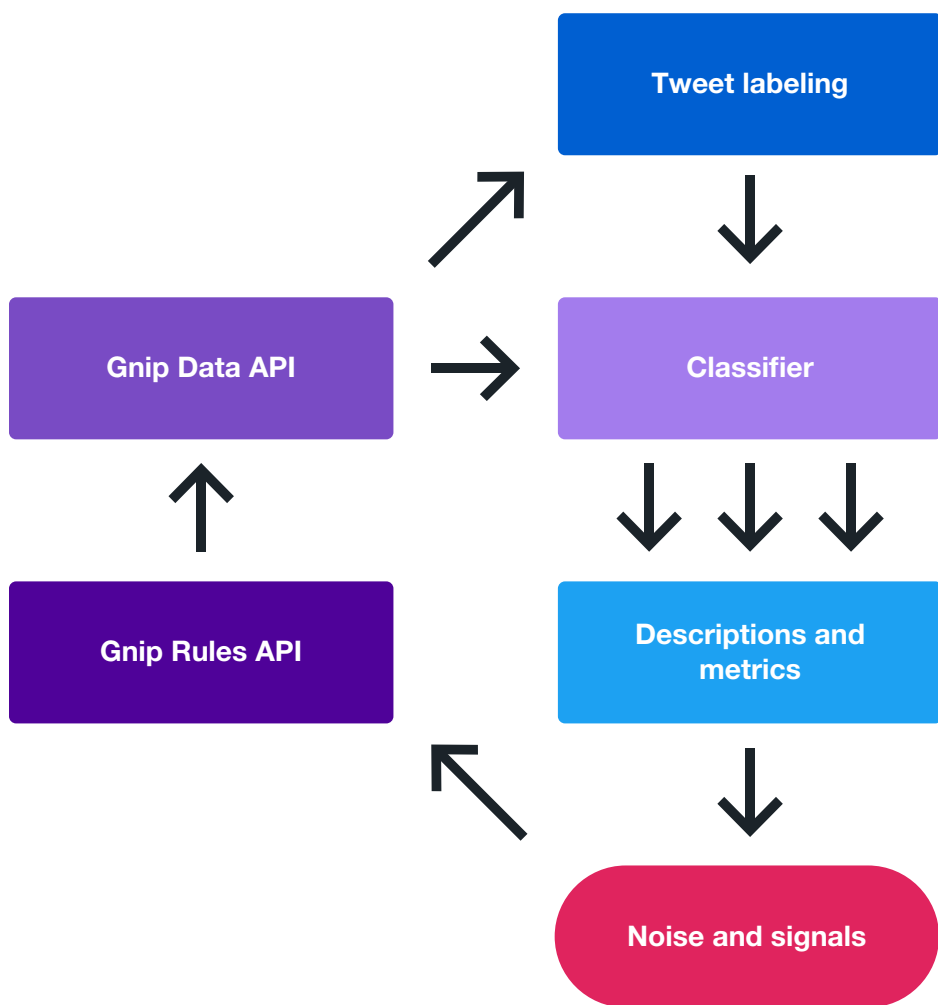 Tweet labeling
Gnip Data API
Classifier
Gnip Rules API
Descriptions and
metrics
Noise and signals